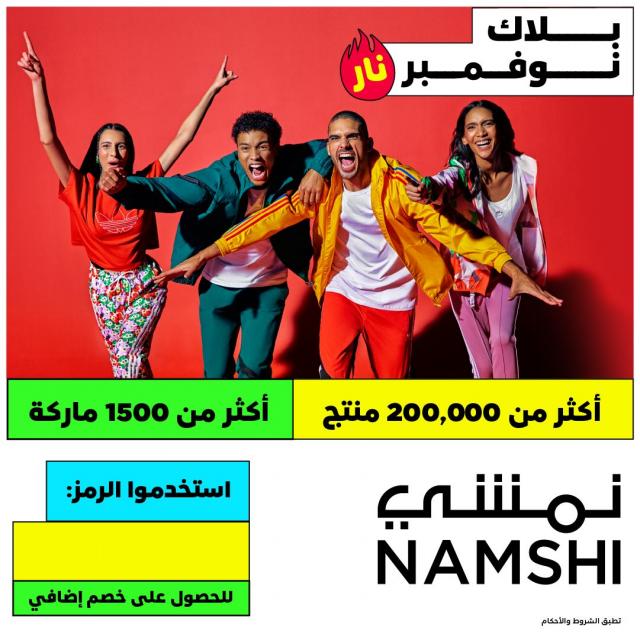 بلاك
نوفمبر
نار
أكثر من 200,000 منتج
أكثر من 1500 ماركة
استخدموا الرمز:
للحصول على خصم إضافي
نمشي
NAMSHI
تطبق الشروط والأحكام